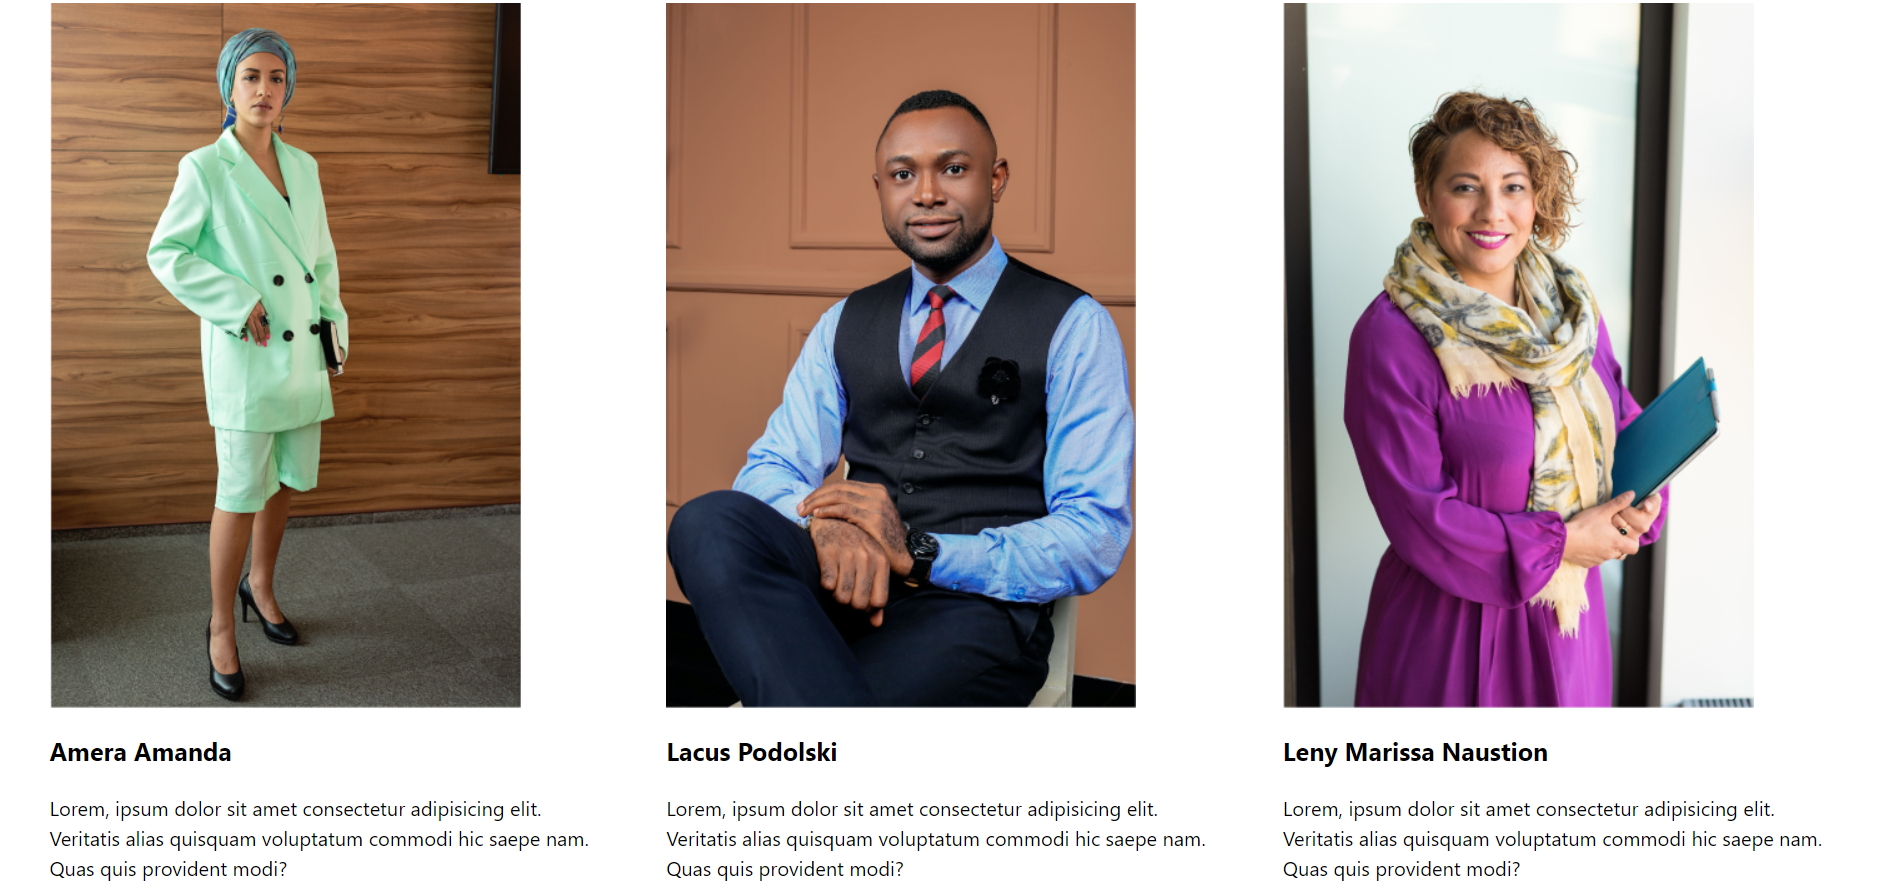 Amera Amanda
Lorem, ipsum dolor sit amet consectetur adipisicing elit.
Veritatis alias quisquam voluptatum commodi hic saepe nam.
Quas quis provident modi?
Lacus Podolski
Lorem, ipsum dolor sit amet consectetur adipisicing elit.
Veritatis alias quisquam voluptatum commodi hic saepe nam.
Quas quis provident modi?
Leny Marissa Naustion
Lorem, ipsum dolor sit amet consectetur adipisicing elit.
Veritatis alias quisquam voluptatum commodi hic saepe nam.
Quas quis provident modi?